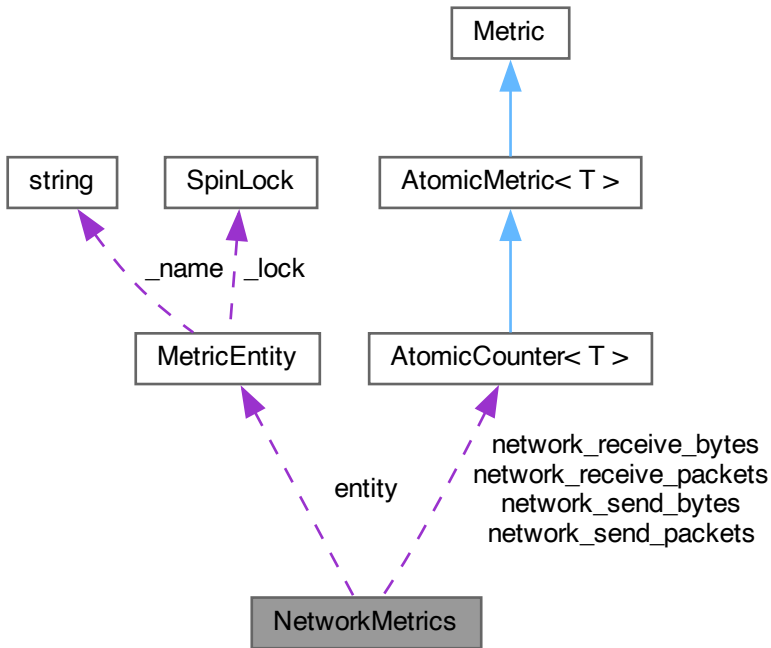 Metric
string
SpinLock
AtomicMetric< T >
_name
_lock
MetricEntity
AtomicCounter< T >
entity
network_receive_bytes
network_receive_packets
network_send_bytes
network_send_packets
NetworkMetrics